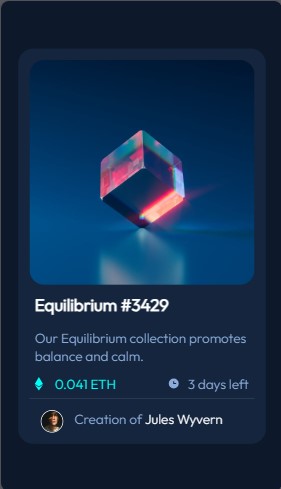 Equilibrium #3429
Our Equilibrium collection promotes
balance and calm.
0.041 ETH
3 days left
Creation of Jules Wyvern